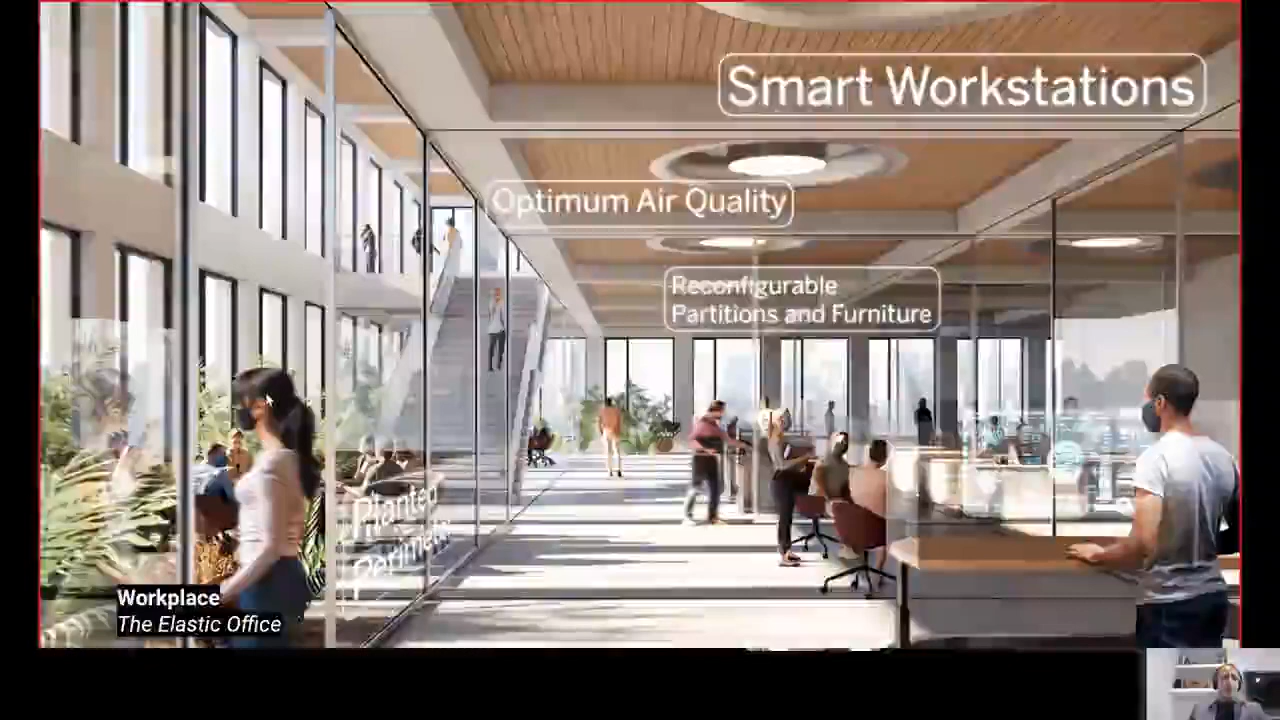 Smart Workstations
Optimum Air Quality
Reconfigurable
Partitions and Furniture
Planted
Perimeter
Workplace
The Elastic Office